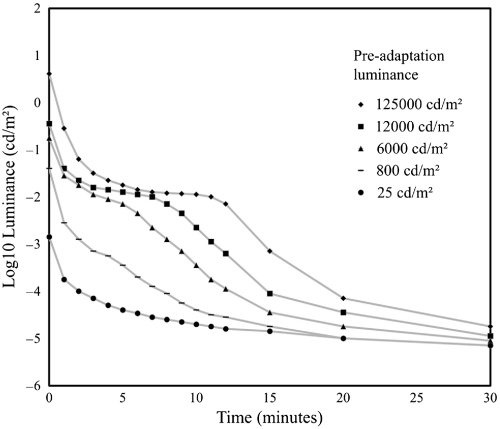 2
1
0
−1
−2
−3
−4
−5
−6
Log10 Luminance (cd/m²)
Pre-adaptation
luminance
125000 cd/m²
12000 cd/m²
6000 cd/m²
800 cd/m²
25 cd/m²
0 5 10 15 20 25 30
Time (minutes)